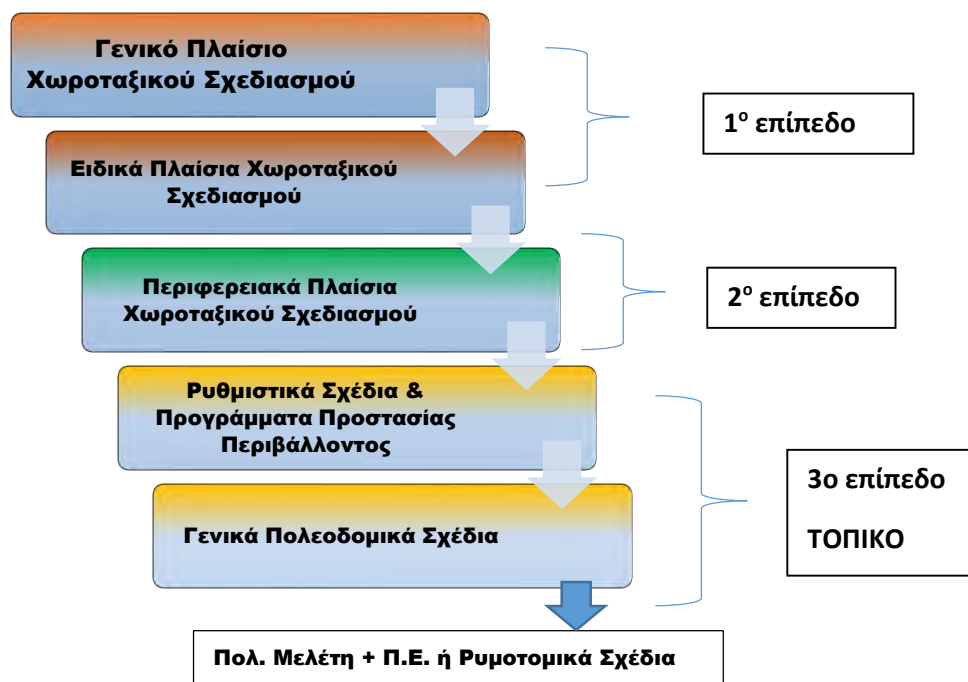 Γενικό Πλαίσιο
Χωροταξικού Σχεδιασμού
1ο επίπεδο
Ειδικά Πλαίσια Χωροταξικού
Σχεδιασμού
Περιφερειακά Πλαίσια
Χωροταξικού Σχεδιασμού
2ο επίπεδο
Ρυθμιστικά Σχέδια &
Προγράμματα Προστασίας
Περιβάλλοντος
3ο επίπεδο
ΤΟΠΙΚΟ
Γενικά Πολεοδομικά Σχέδια
Πολ. Μελέτη + Π.Ε. ή Ρυμοτομικά Σχέδια